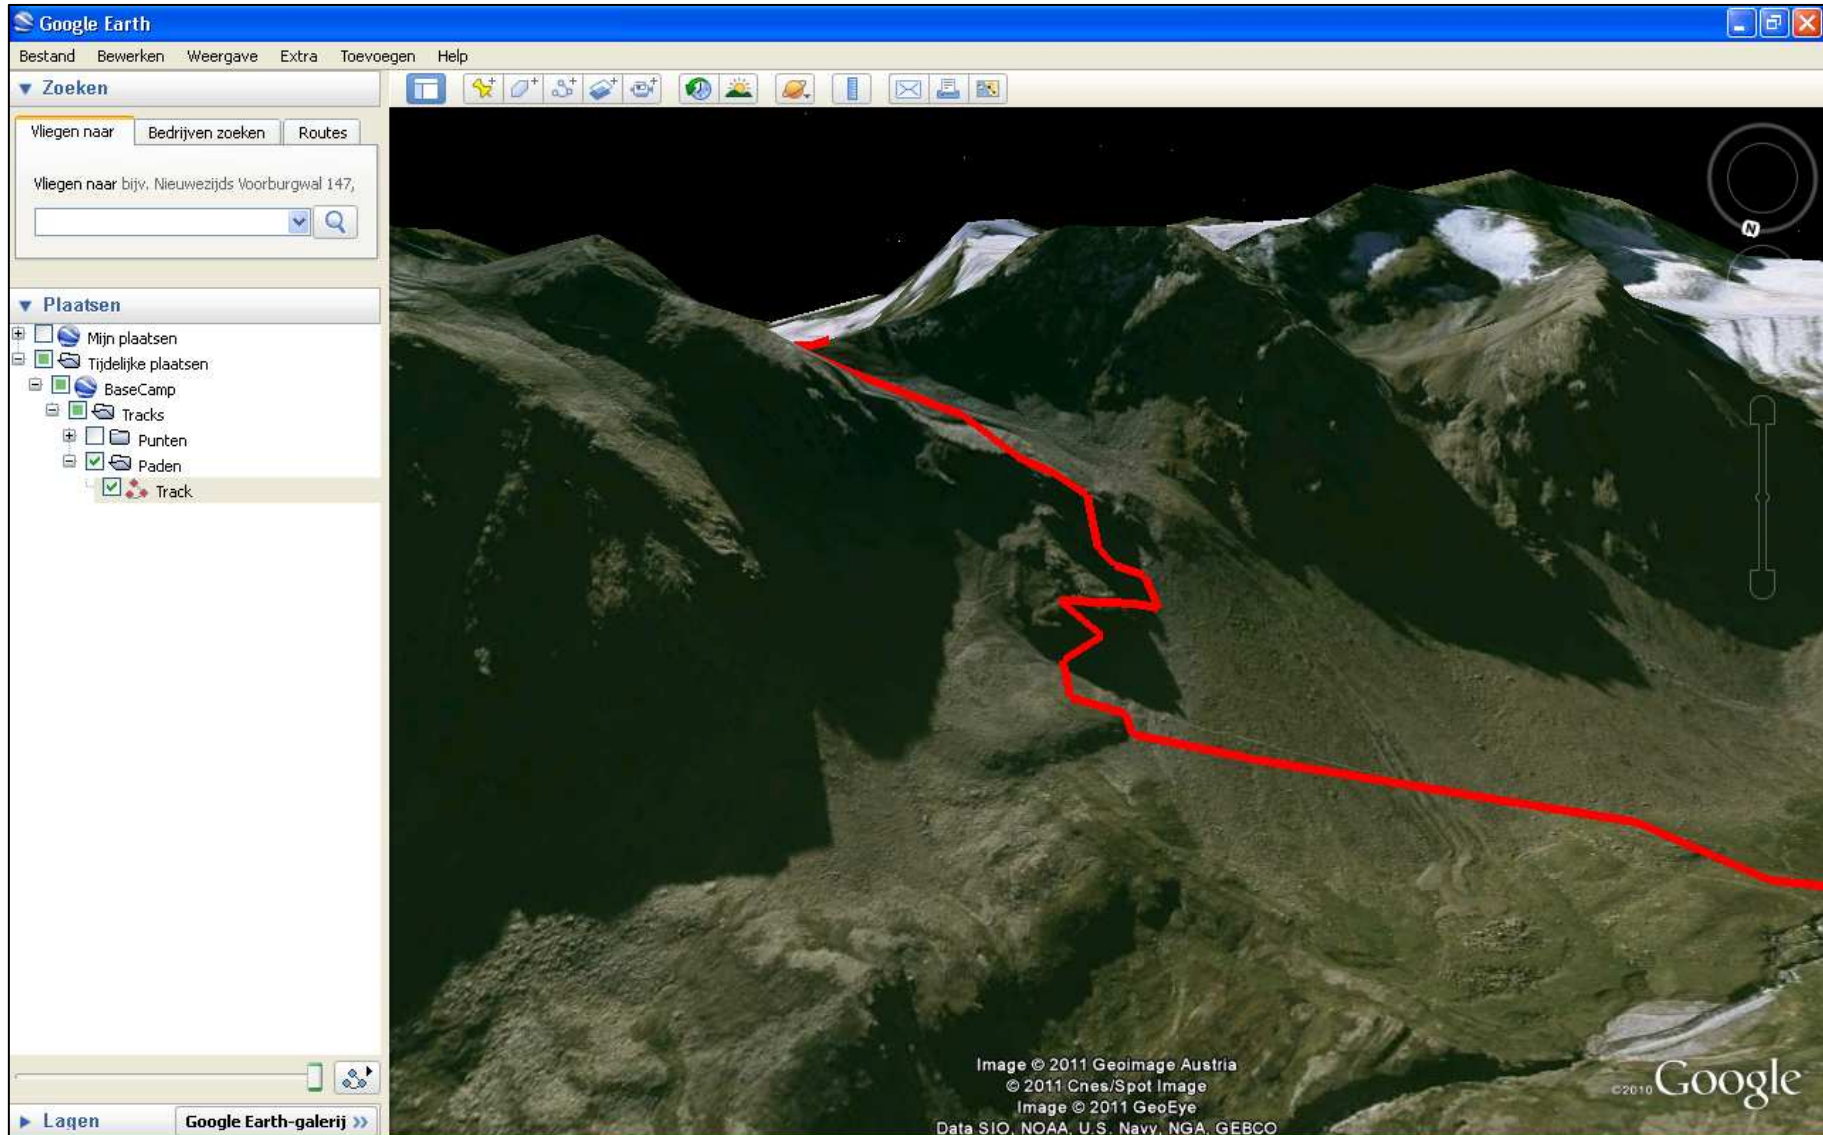 Google Earth
Bestand Bewerken Weergave Extra Toevoegen Help
Zoeken
Vliegen naar Bedrijven zoeken Routes
Vliegen naar bijv. Nieuwezijds Voorburgwal 147,
Plaatsen
Mijn plaatsen
Tijdelijke plaatsen
BaseCamp
Tracks
Punten
Paden
Track
Lagen Google Earth-galerij >>
N
Image © 2011 Geoimage Austria
© 2011 Cnes/Spot Image
Image © 2011 GeoEye
Data SIO, NOAA, U.S. Navy, NGA, GEBCO
©2010 Google